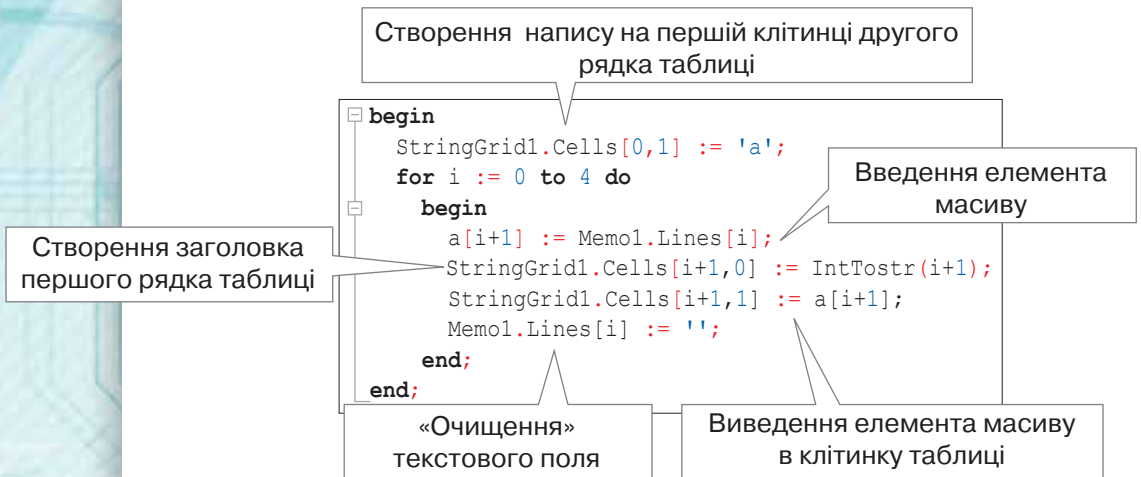 Створення напису на першій клітинці другого
рядка таблиці
begin
StringGrid1.Cells[0,1] := 'a';
for i := 0 to 4 do
begin
a[i+1] := Memo1.Lines[i];
StringGrid1.Cells[i+1,0] := IntTostr(i+1);
StringGrid1.Cells[i+1,1] := a[i+1];
Memo1.Lines[i] := '';
end;
end;
Введення елемента
масиву
Створення заголовка
першого рядка таблиці
«Очищення»
текстового поля
Виведення елемента масиву
в клітинку таблиці